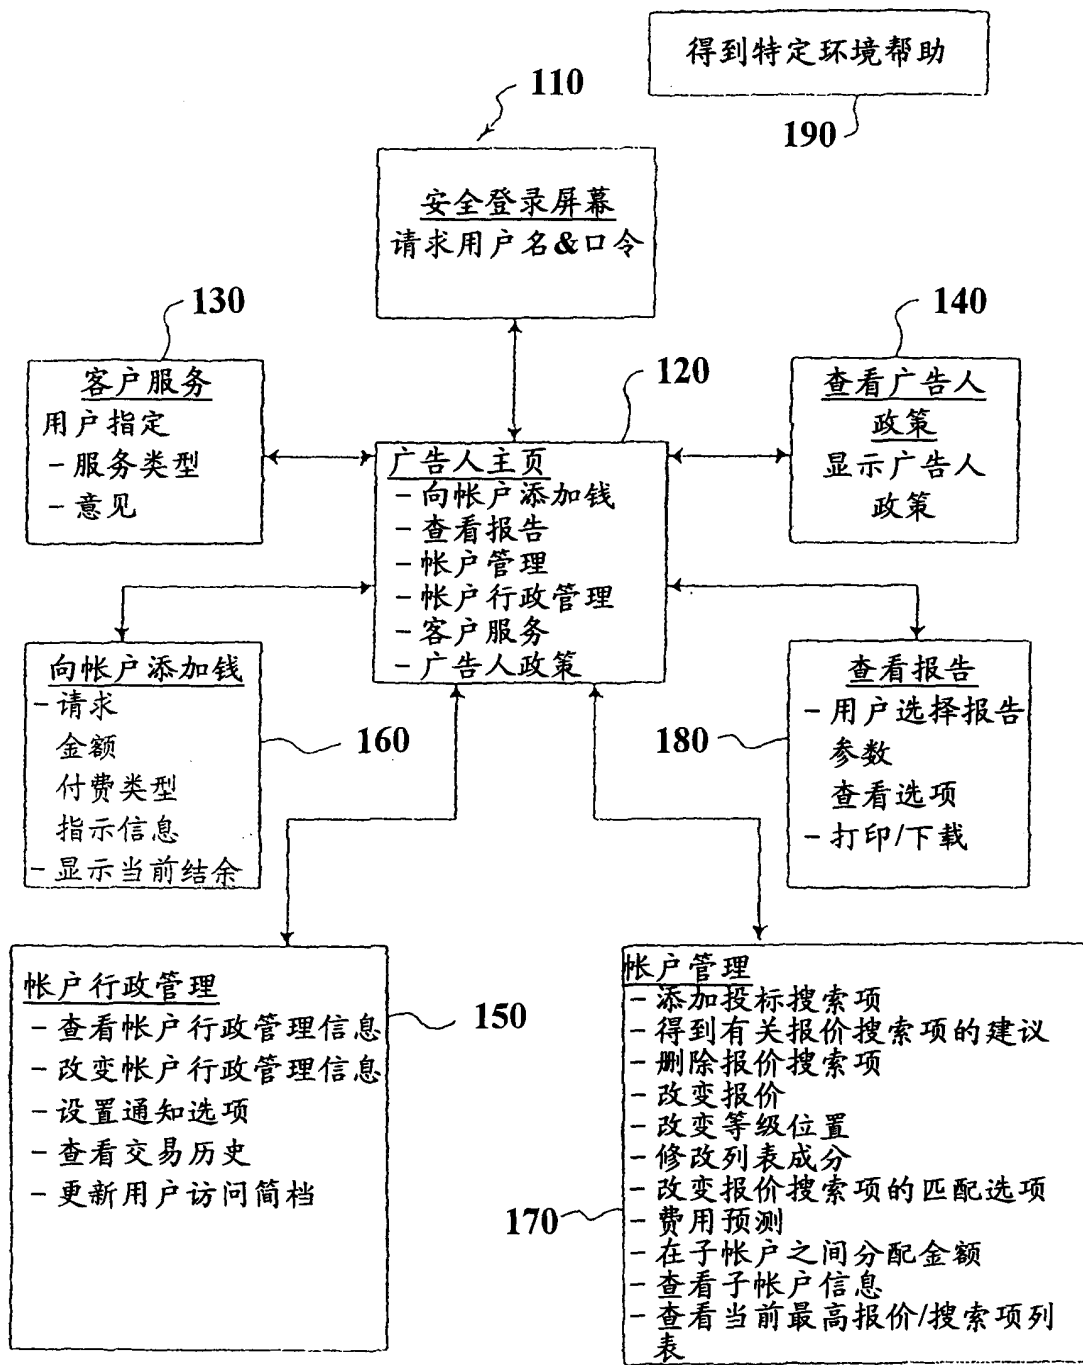 得到特定环境帮助
190
110
安全登录屏幕
请求用户名&口令
130
客户服务
用户指定
－服务类型
－意见
140
查看广告人
政策
显示广告人
政策
120
广告人主页
－向帐户添加钱
－查看报告
－帐户管理
－帐户行政管理
－客户服务
－广告人政策
向帐户添加钱
－请求
金额
付费类型
指示信息
－显示当前结余
160
180
查看报告
－用户选择报告
参数
查看选项
－打印/下载
帐户行政管理
－查看帐户行政管理信息
－改变帐户行政管理信息
－设置通知选项
－查看交易历史
－更新用户访问简档
150
帐户管理
－添加投标搜索项
－得到有关报价搜索项的建议
－删除报价搜索项
－改变报价
－改变等级位置
－修改列表成分
－改变报价搜索项的匹配选项
－费用预测
－在子帐户之间分配金额
－查看子帐户信息
－查看当前最高报价/搜索项列
表
170